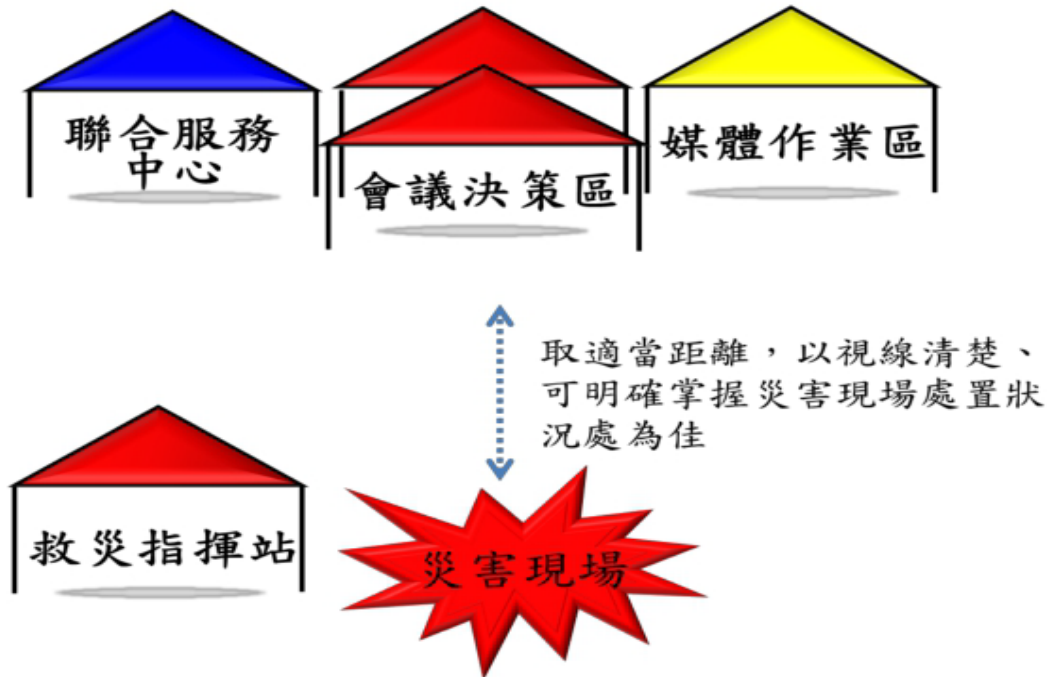 聯合服務
中心
會議決策區
媒體作業區
取適當距離，以視線清楚、
可明確掌握災害現場處置狀
況處為佳
救災指揮站
災害現場